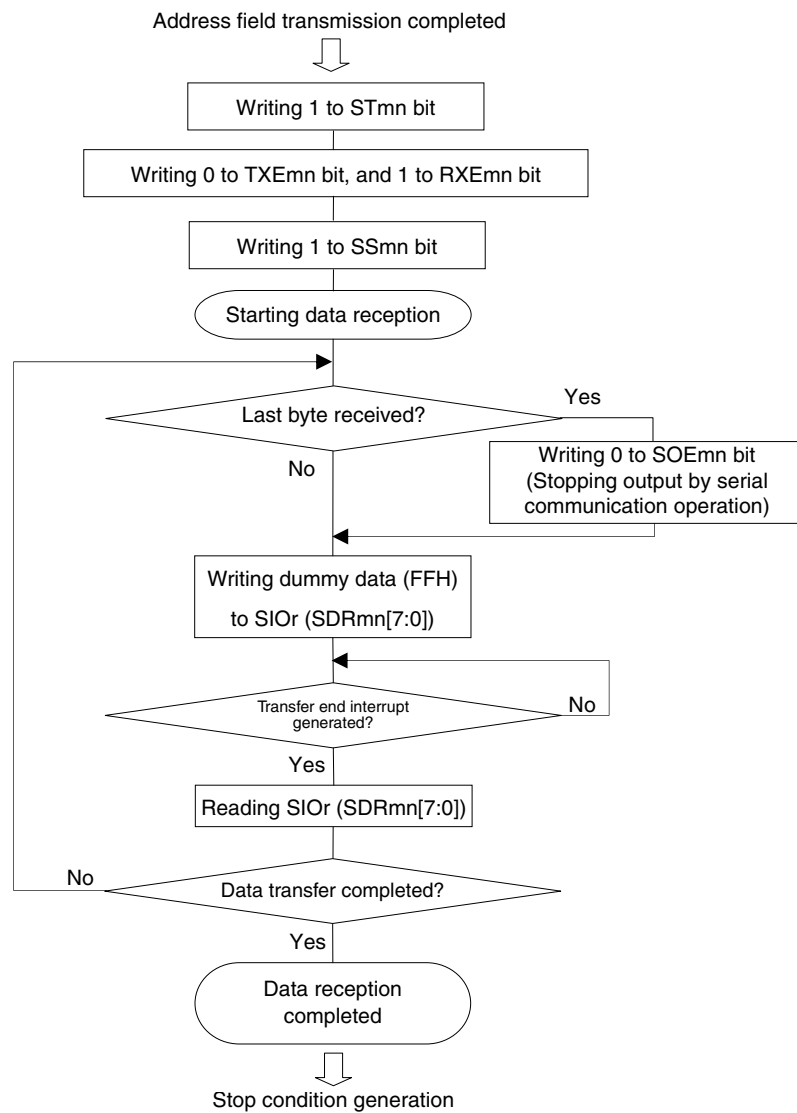 Address field transmission completed
Writing 1 to STmn bit
Writing 0 to TXEmn bit, and 1 to RXEmn bit
Writing 1 to SSmn bit
Starting data reception
Last byte received?
Yes
No
Writing 0 to SOEmn bit
(Stopping output by serial
communication operation)
Writing dummy data (FFH)
to SIOr (SDRmn[7:0])
Transfer end interrupt
generated?
No
Yes
Reading SIOr (SDRmn[7:0])
Data transfer completed?
No
Yes
Data reception
completed
Stop condition generation